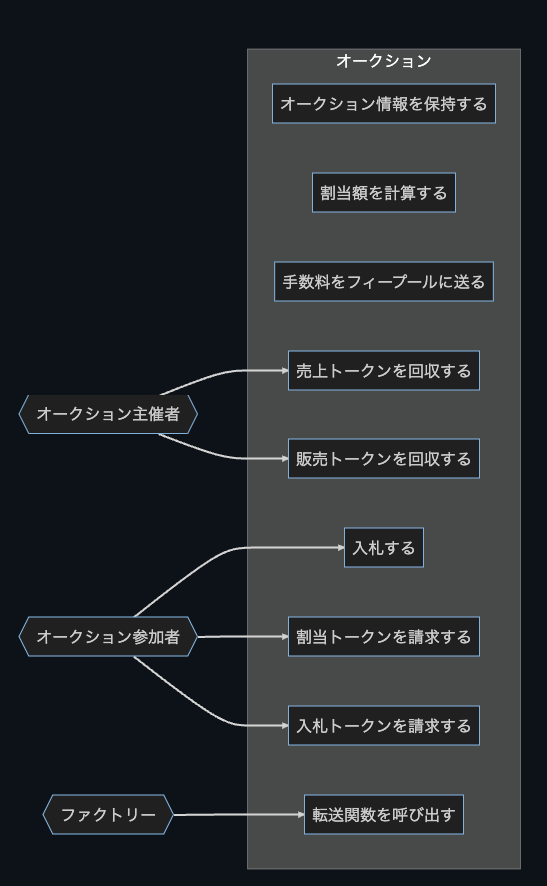 オークション
オークション情報を保持する
割当額を計算する
手数料をフィープールに送る
売上トークンを回収する
オークション主催者
販売トークンを回収する
入札する
オークション参加者
割当トークンを請求する
入札トークンを請求する
ファクトリー
転送関数を呼び出す